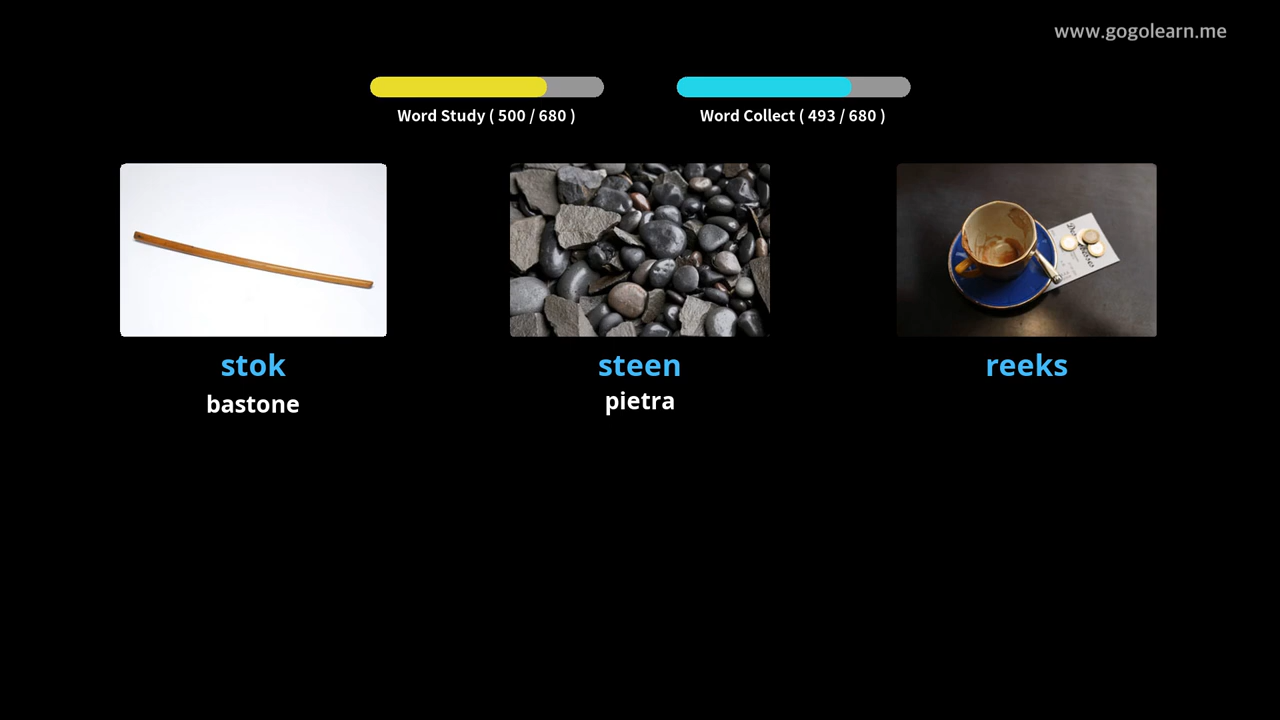 www.gogolearn.me
Word Study ( 500 / 680 )
Word Collect ( 493 / 680 )
stok
steen
reeks
bastone
pietra